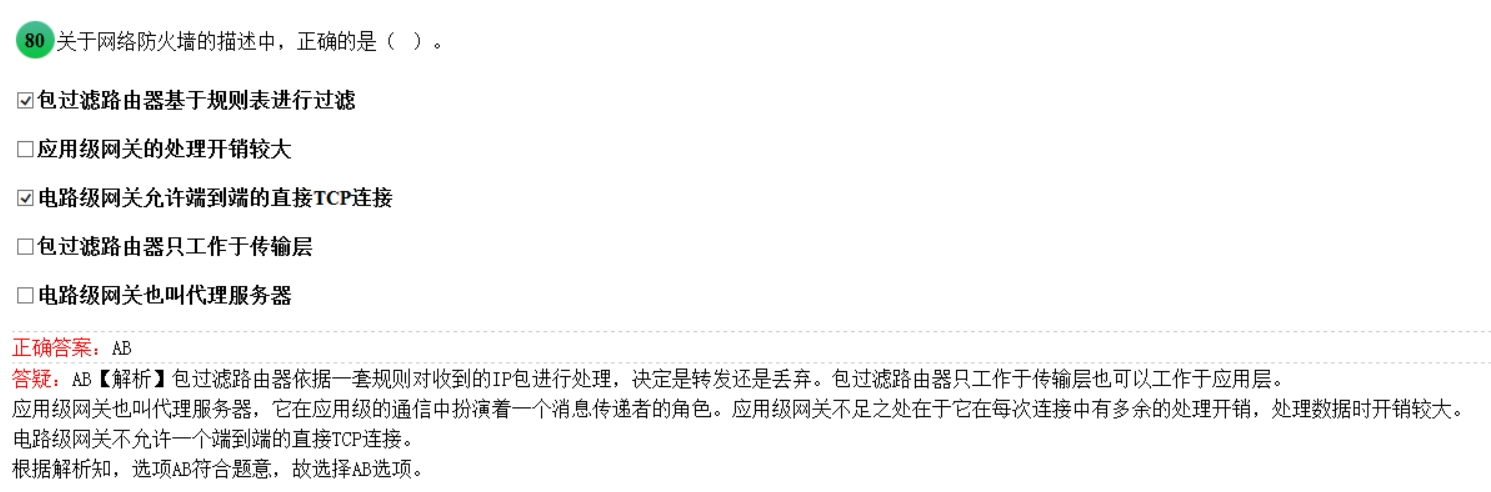 80 关于网络防火墙的描述中，正确的是（ ）。
包过滤路由器基于规则表进行过滤
应用级网关的处理开销较大
电路级网关允许端到端的直接TCP连接
包过滤路由器只工作于传输层
电路级网关也叫代理服务器
正确答案：AB
答疑：AB【解析】包过滤路由器依据一套规则对收到的IP包进行处理，决定是转发还是丢弃。包过滤路由器只工作于传输层也可以工作于应用层。
应用级网关也叫代理服务器，它在应用级的通信中扮演着一个消息传递者的角色。应用级网关不足之处在于它在每次连接中有多余的处理开销，处理数据时开销较大。
电路级网关不允许一个端到端的直接TCP连接。
根据解析知，选项AB符合题意，故选择AB选项。